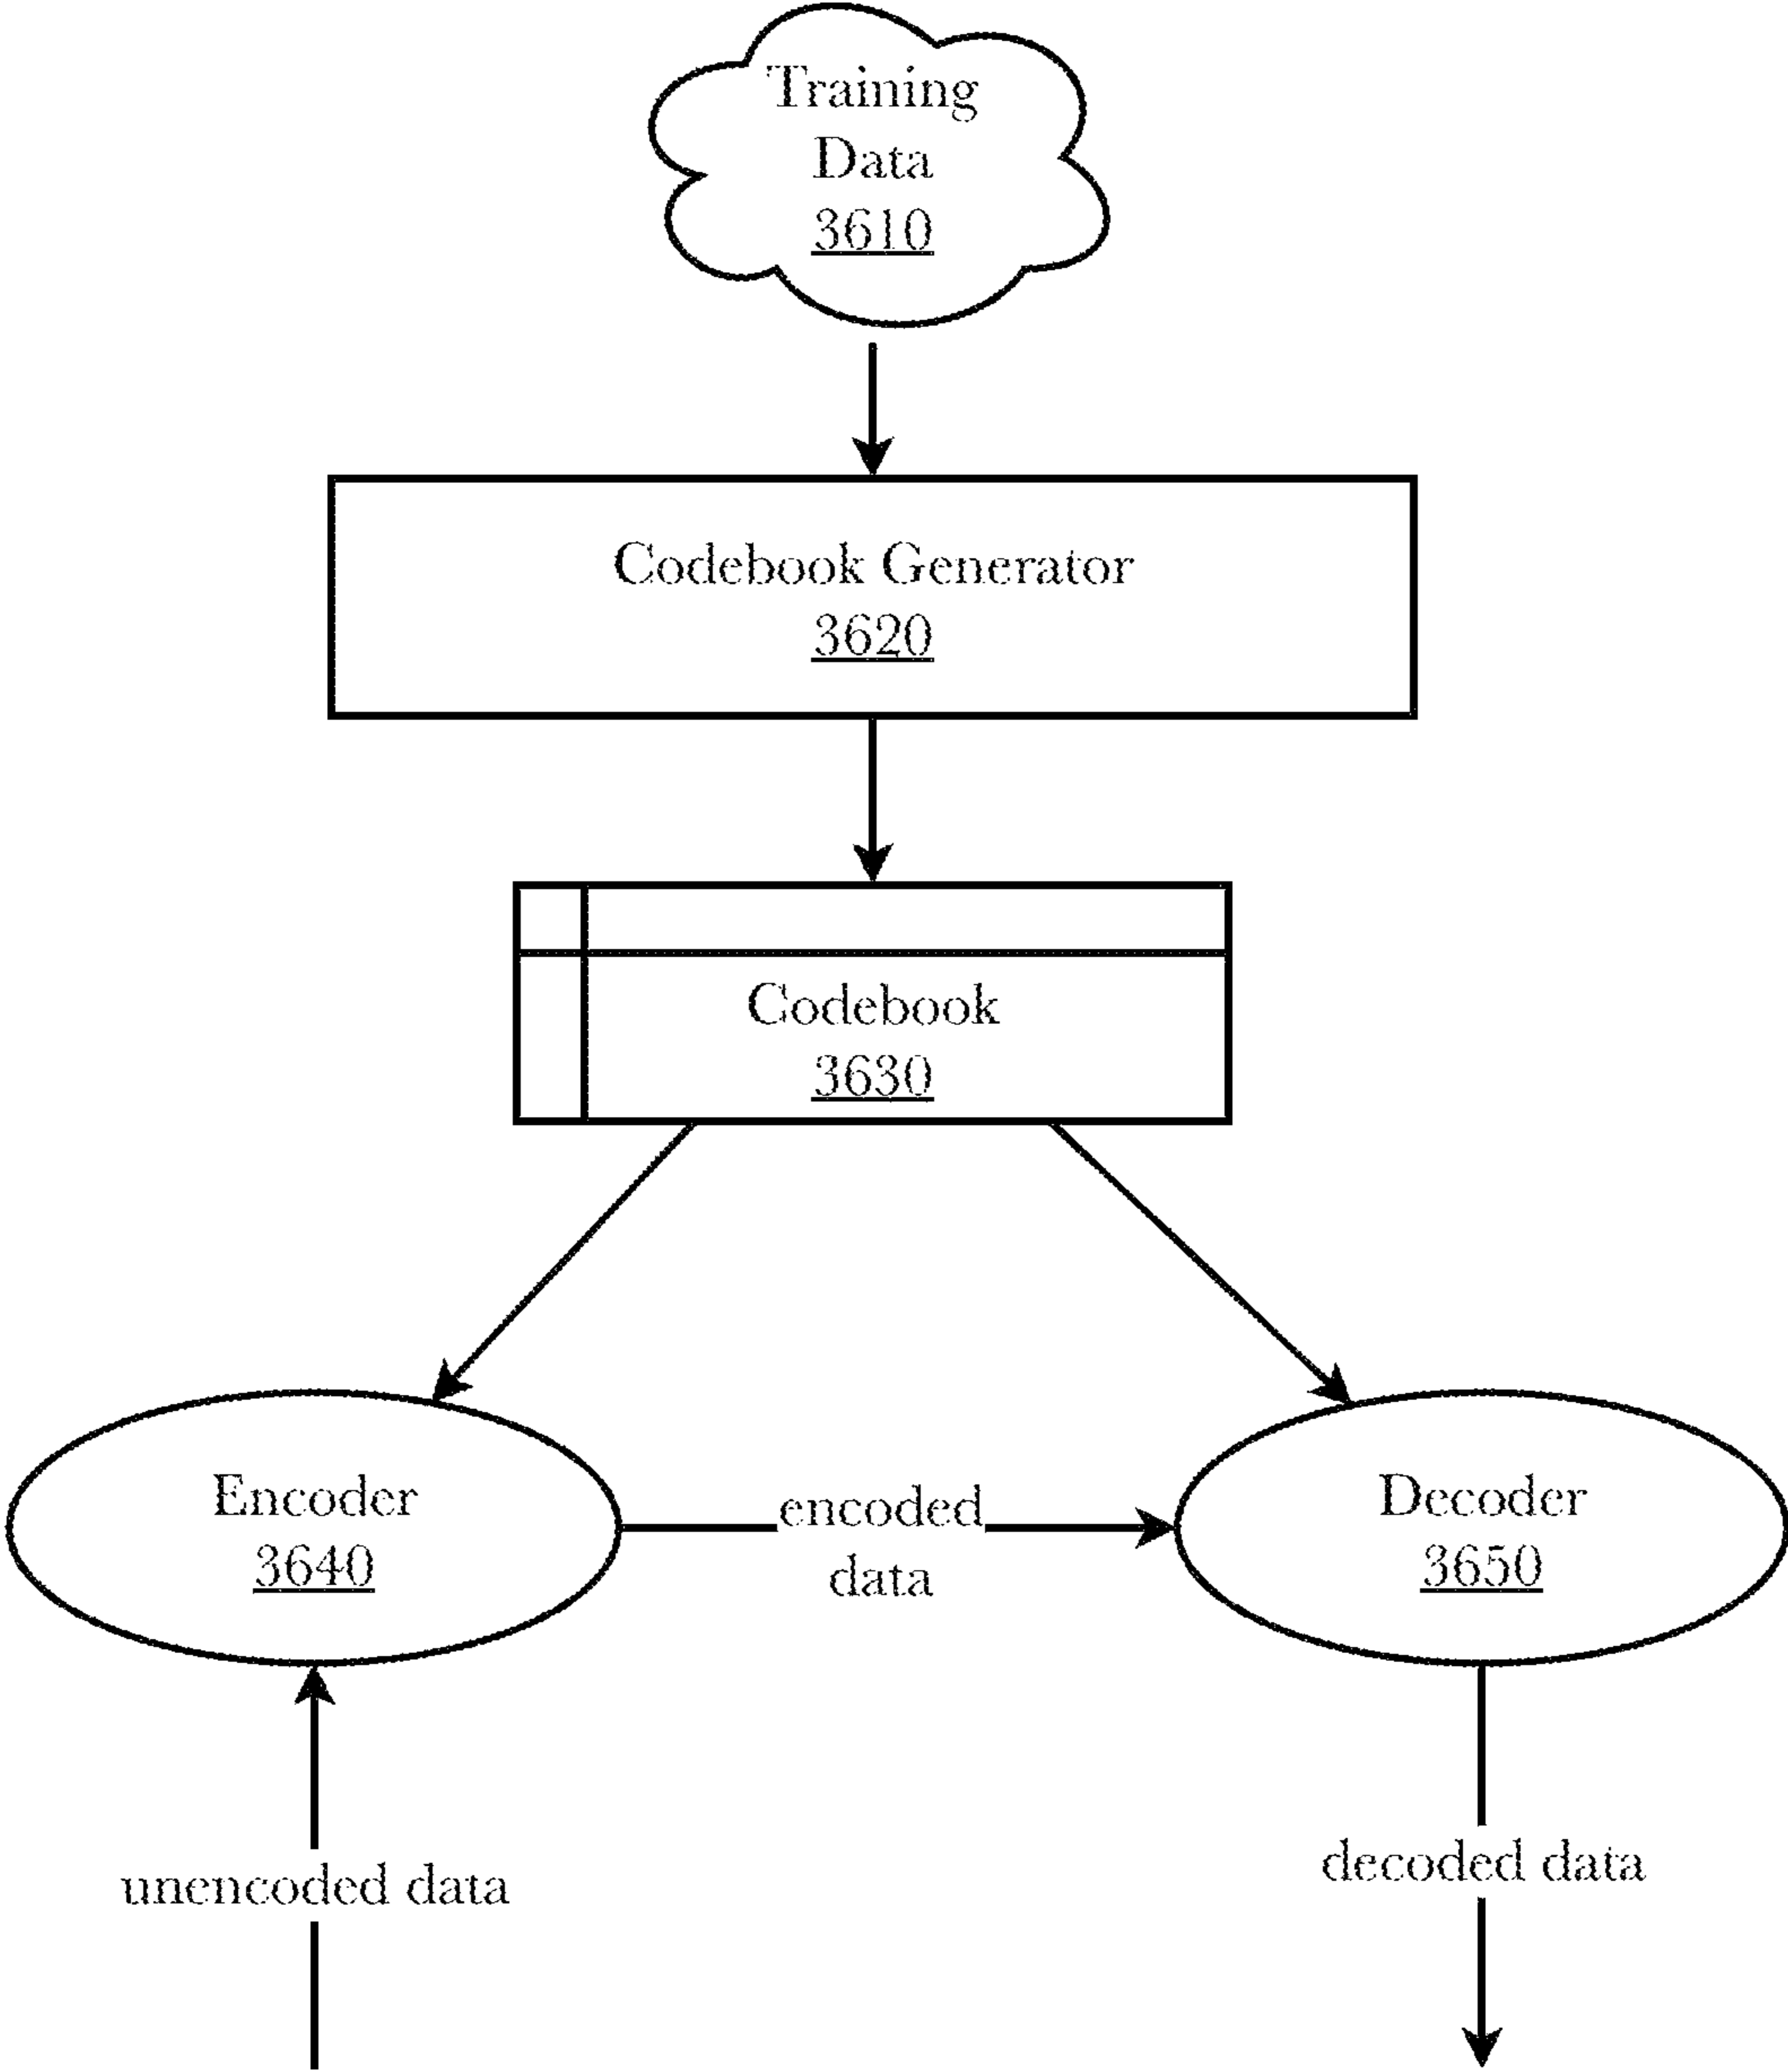 Training
Data
3610
Codebook Generator
3620
Codebook
3630
Encoder
3640
encoded
data
Decoder
3650
unencoded data
decoded data